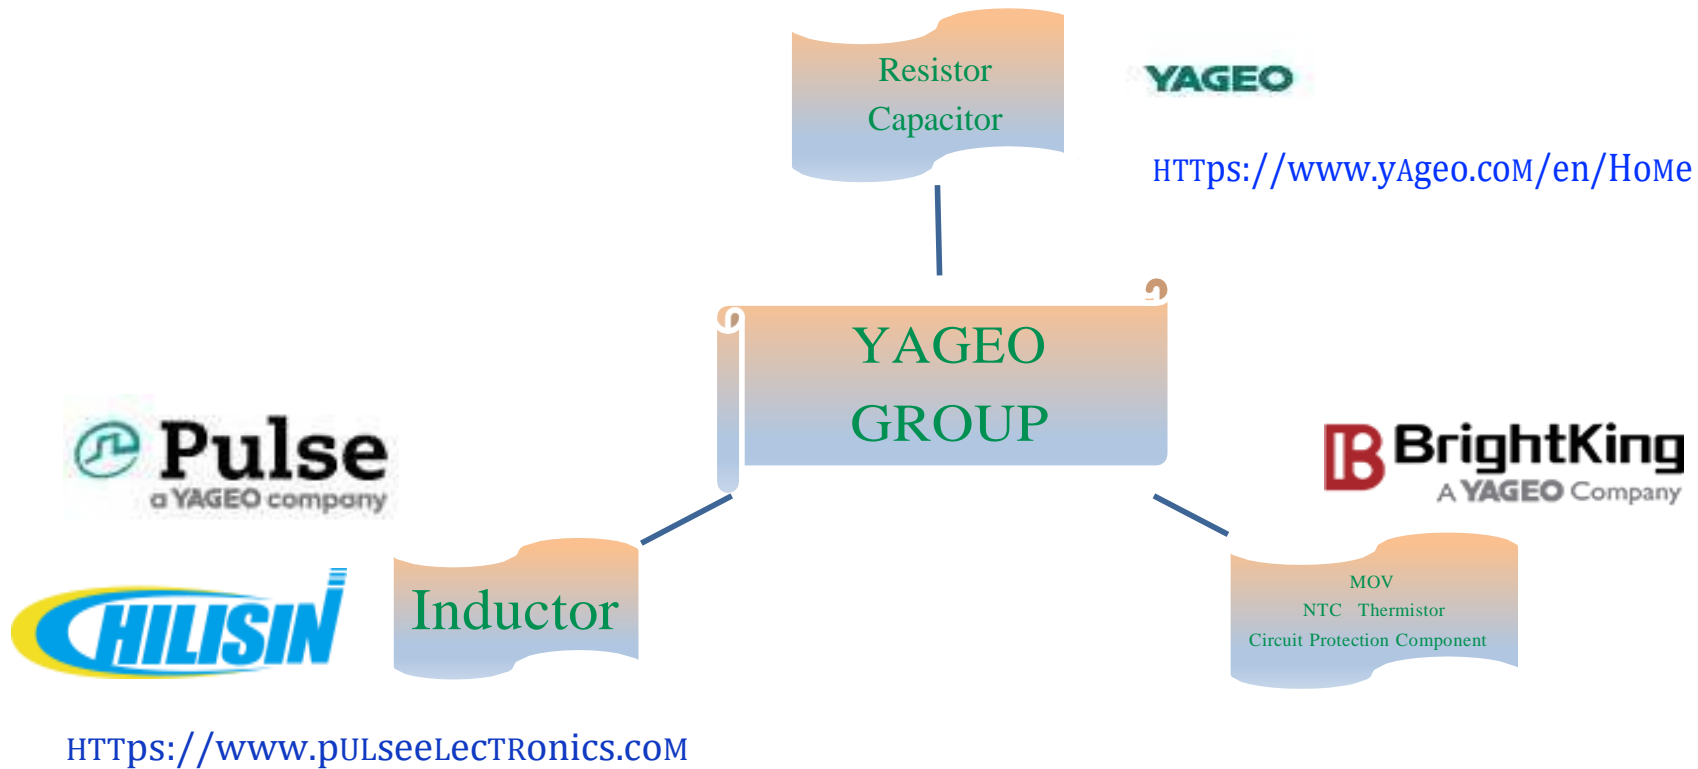 Resistor
Capacitor
YAGEO
HTTps://www.yAgeo.coM/en/HoMe
YAGEO
GROUP
Pulse
a YAGEO company
BrightKing
A YAGEO Company
CHILISIN
Inductor
MOV
NTC Thermistor
Circuit Protection Component
HTTps://www.pULseeLecTRonics.coM